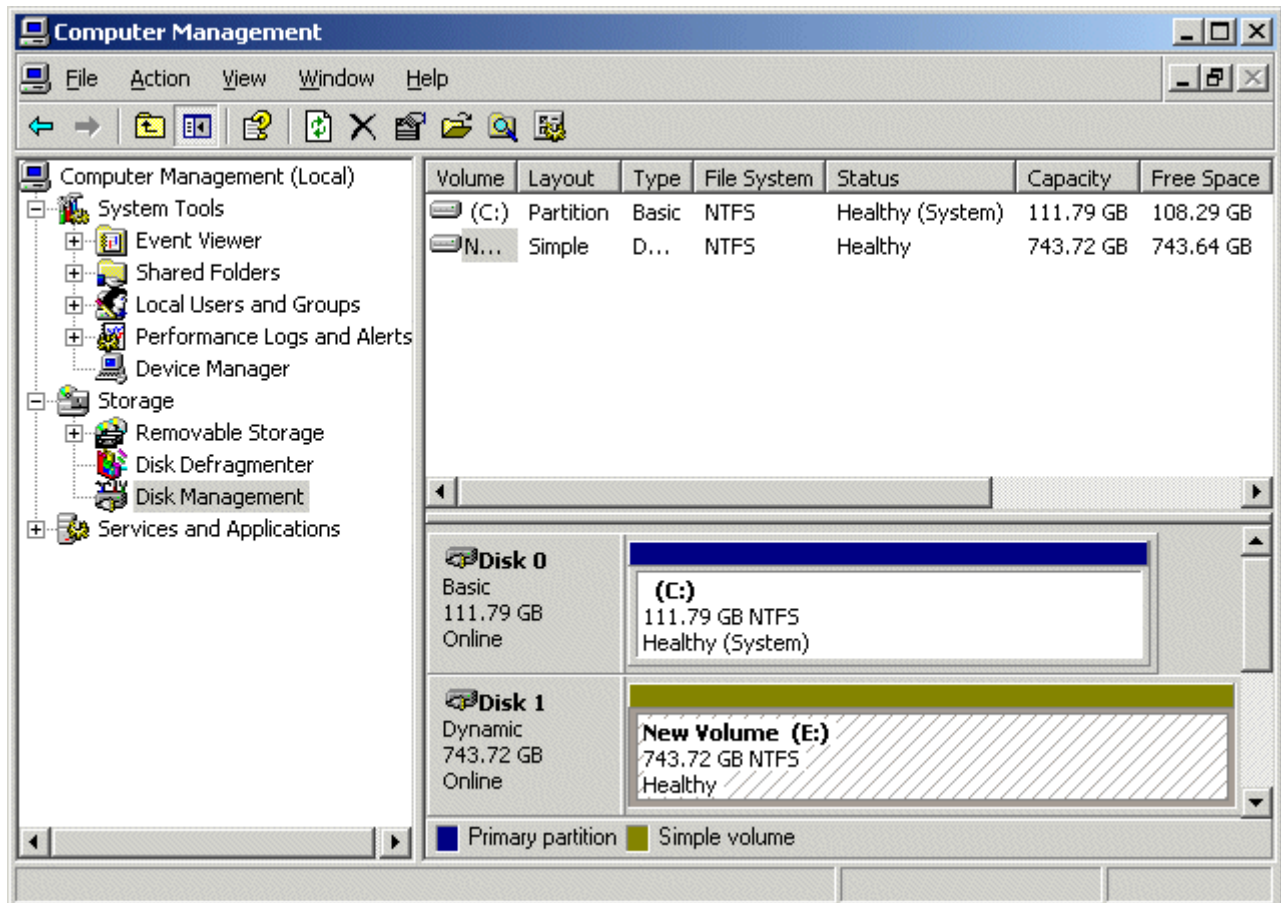 Computer Management
File Action View Window Help
Computer Management (Local)
System Tools
Event Viewer
Shared Folders
Local Users and Groups
Performance Logs and Alerts
Device Manager
Storage
Removable Storage
Disk Defragmenter
Disk Management
Services and Applications
Volume Layout Type File System Status Capacity Free Space
(C:) Partition Basic NTFS Healthy (System) 111.79 GB 108.29 GB
N... Simple D... NTFS Healthy 743.72 GB 743.64 GB
Disk 0
Basic
111.79 GB
Online
(C:)
111.79 GB NTFS
Healthy (System)
Disk 1
Dynamic
743.72 GB
Online
New Volume (E:)
743.72 GB NTFS
Healthy
Primary partition Simple volume